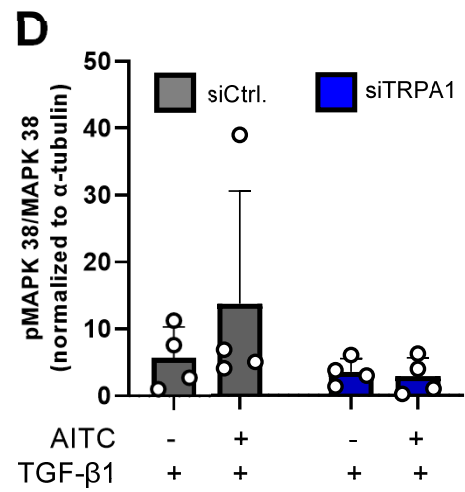 D
pMAPK 38/MAPK 38
(normalized to α-tubulin)
50
40
30
20
10
0
siCtrl.
siTRPA1
AITC - + - +
TGF-β1 + + + +